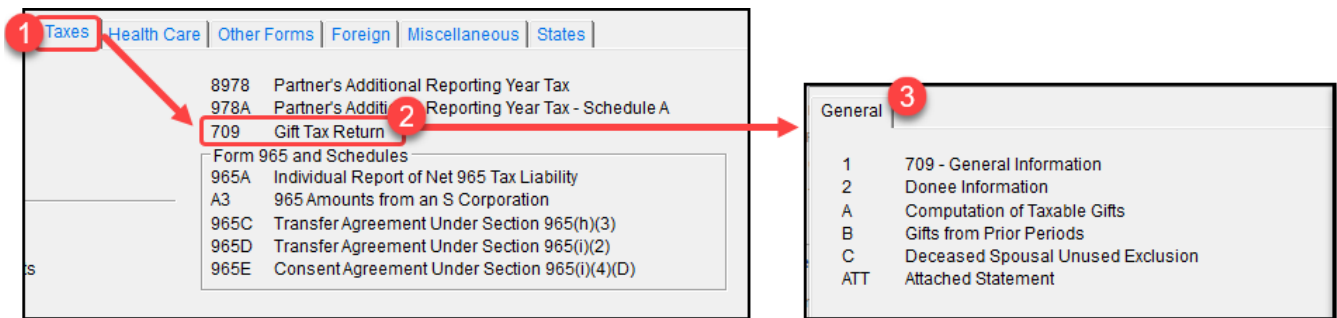 1
Taxes Health Care Other Forms Foreign Miscellaneous States
8978 Partner's Additional Reporting Year Tax
978A Partner's Additional Reporting Year Tax - Schedule A
2
709 Gift Tax Return
Form 965 and Schedules
965A Individual Report of Net 965 Tax Liability
A3 965 Amounts from an S Corporation
965C Transfer Agreement Under Section 965(h)(3)
965D Transfer Agreement Under Section 965(i)(2)
965E Consent Agreement Under Section 965(i)(4)(D)
ts
General
3
1 709 - General Information
2 Donee Information
A Computation of Taxable Gifts
B Gifts from Prior Periods
C Deceased Spousal Unused Exclusion
ATT Attached Statement